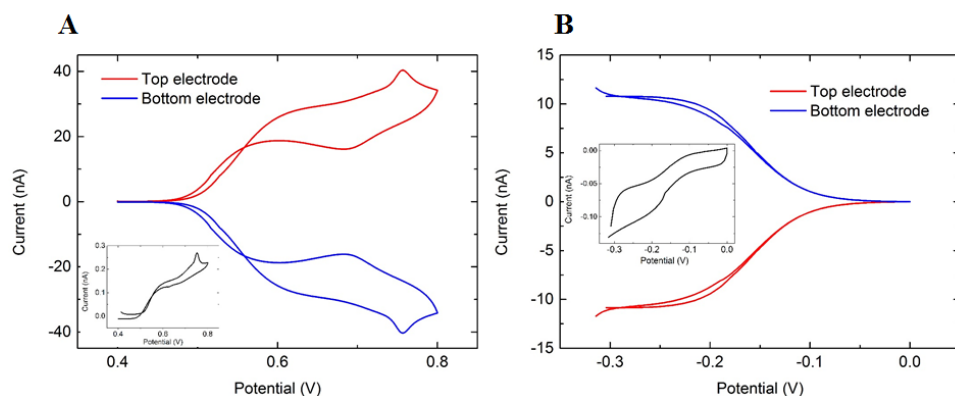 A
Current (nA)
40
20
0
-20
-40
Top electrode
Bottom electrode
Current (nA)
0.3
0.2
0.1
0.0
0.4
0.6
0.8
Potential (V)
0.4
0.6
0.8
Potential (V)
B
Current (nA)
15
10
5
0
-5
-10
-15
Top electrode
Bottom electrode
Current (nA)
0.00
-0.05
-0.10
-0.3
-0.2
-0.1
0.0
Potential (V)
-0.3
-0.2
-0.1
0.0
Potential (V)